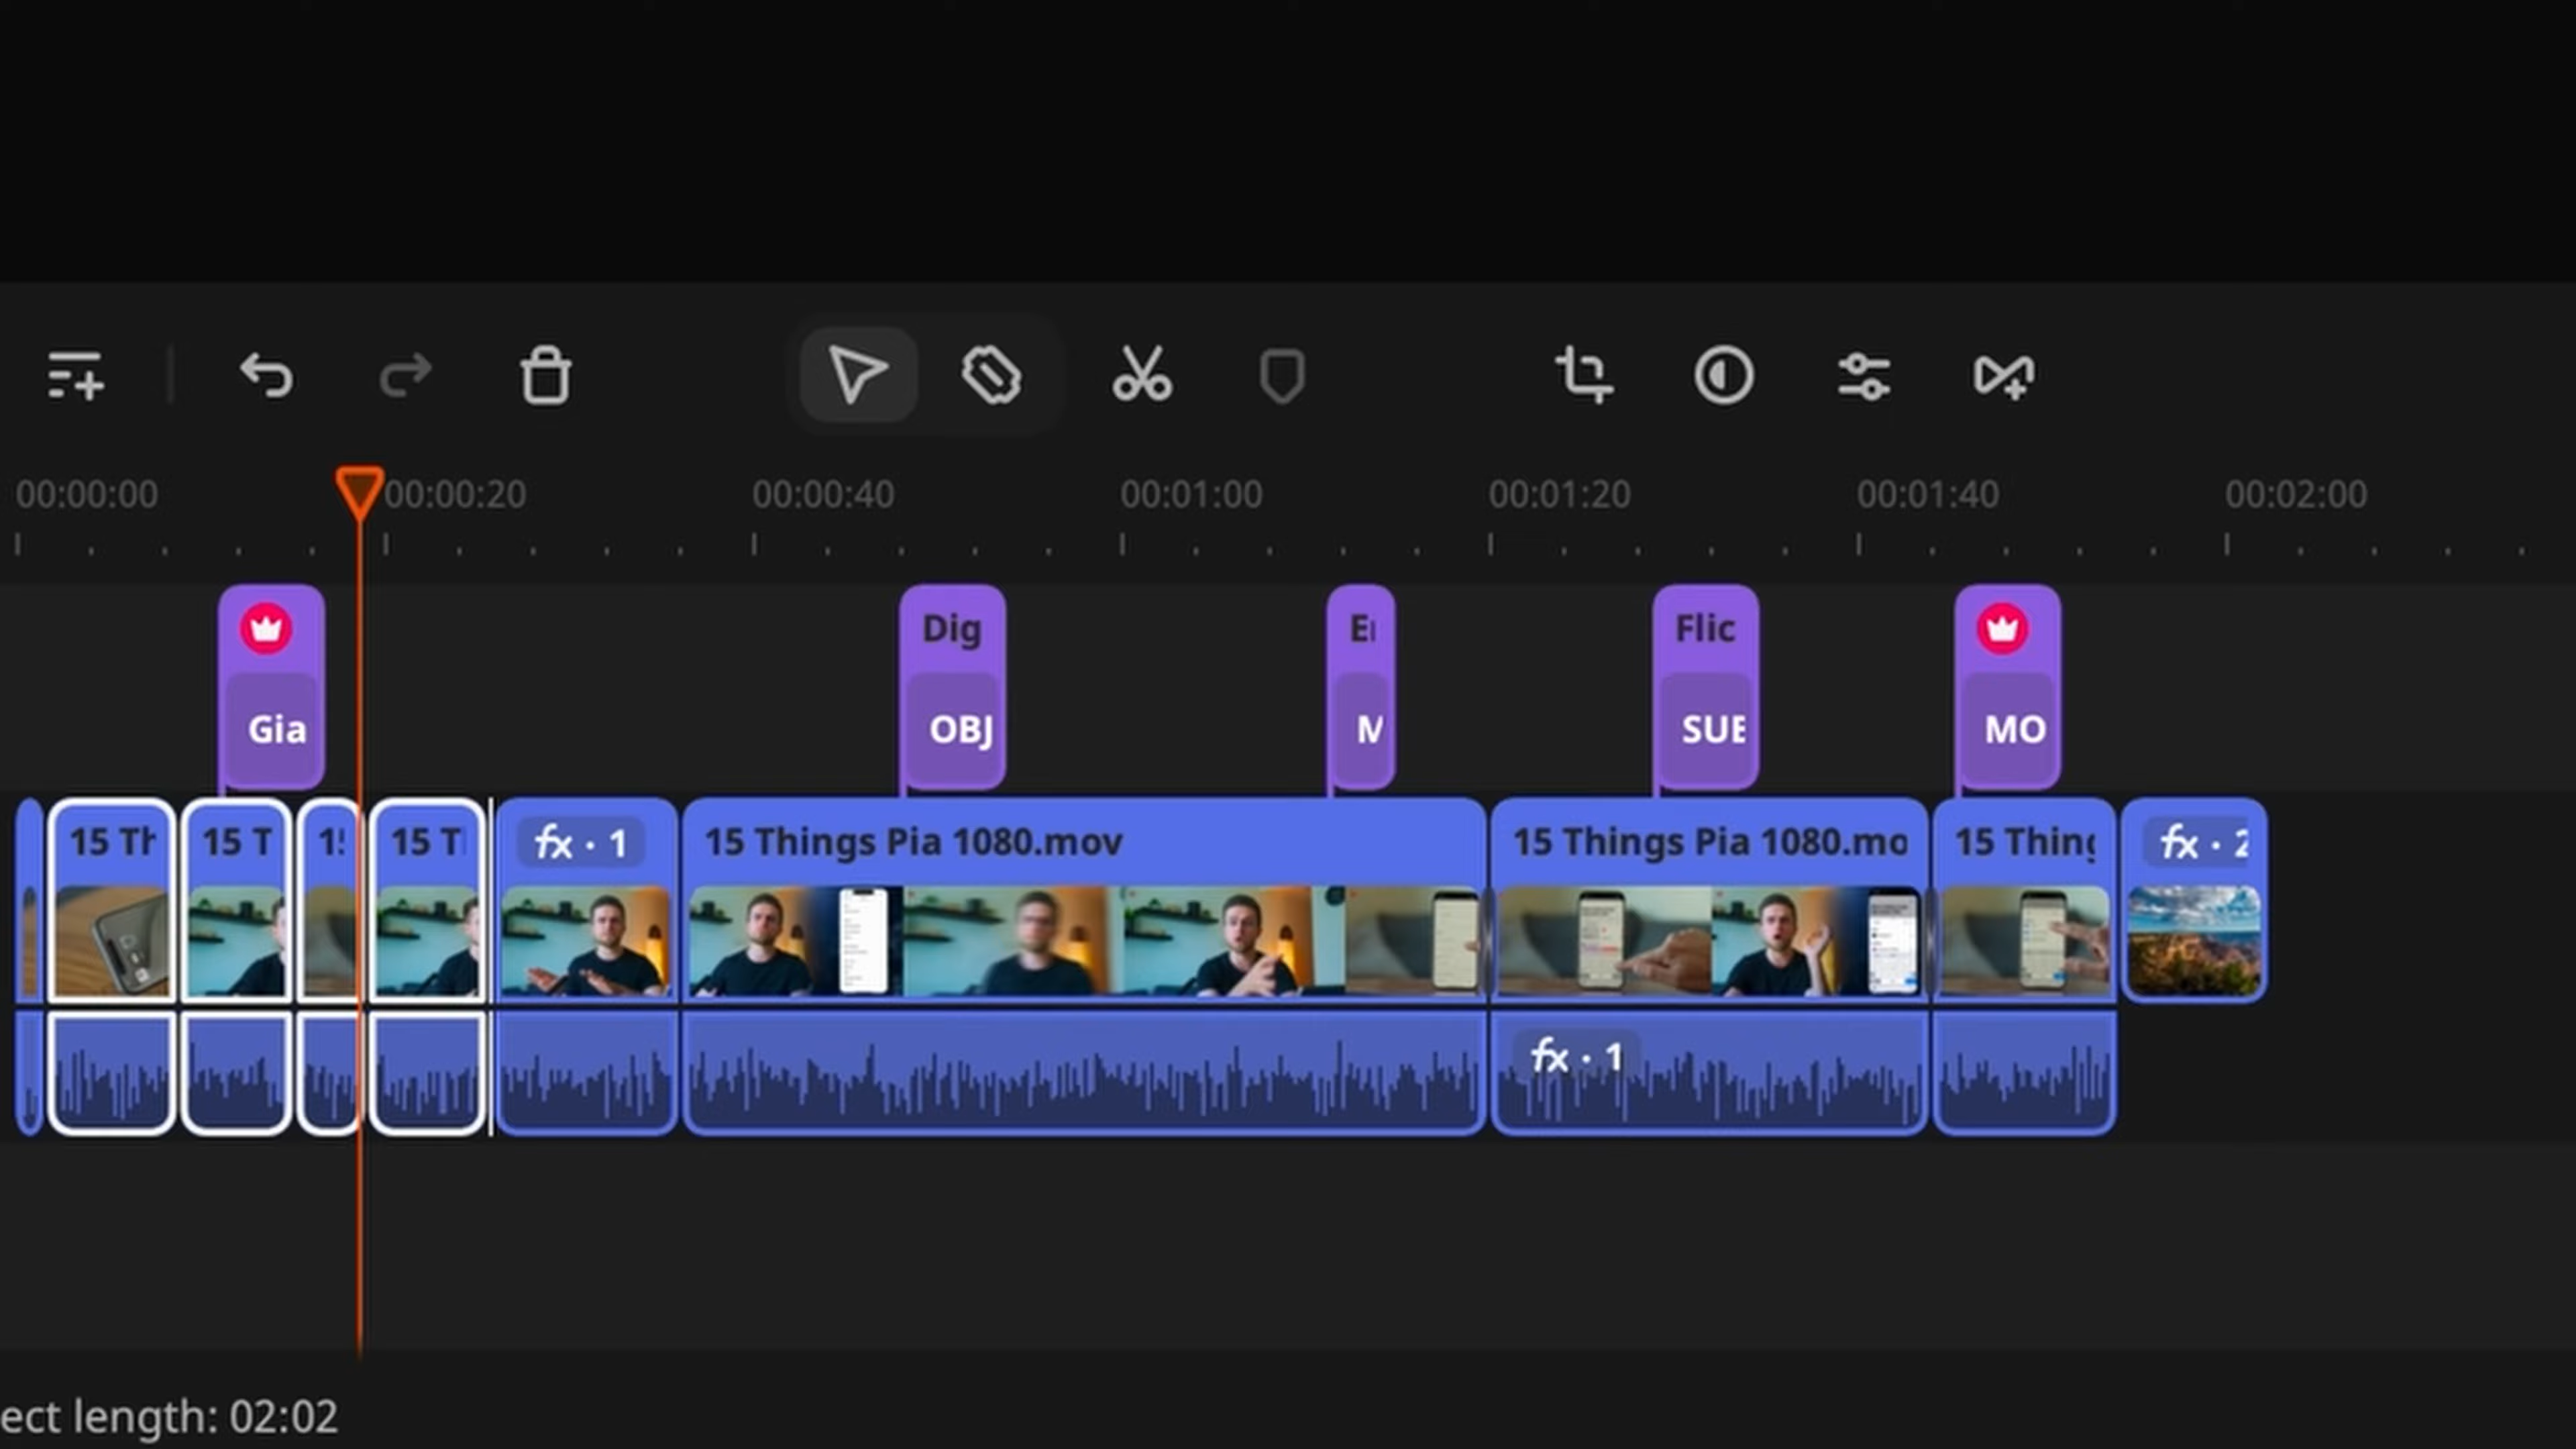 00:00:00 00:00:20 00:00:40 00:01:00 00:01:20 00:01:40 00:02:00
Dig Flic
Gia OBJ M MO
15 Th 15 T 15 T fx · 1 15 Things Pia 1080.mov 15 Things Pia 1080.mo 15 Thing fx · 2
fx · 1
ect length: 02:02